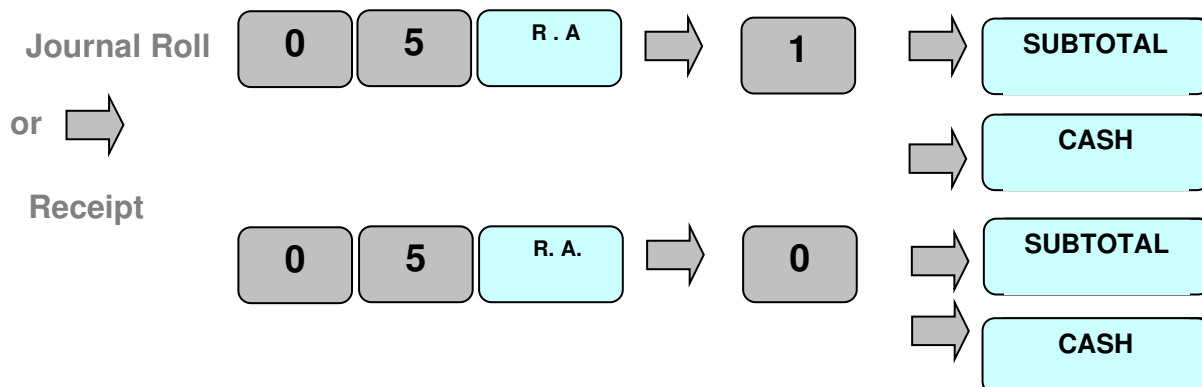 Journal Roll 0 5 R . A 1 SUBTOTAL
or
CASH
Receipt
0 5 R. A. 0 SUBTOTAL
CASH